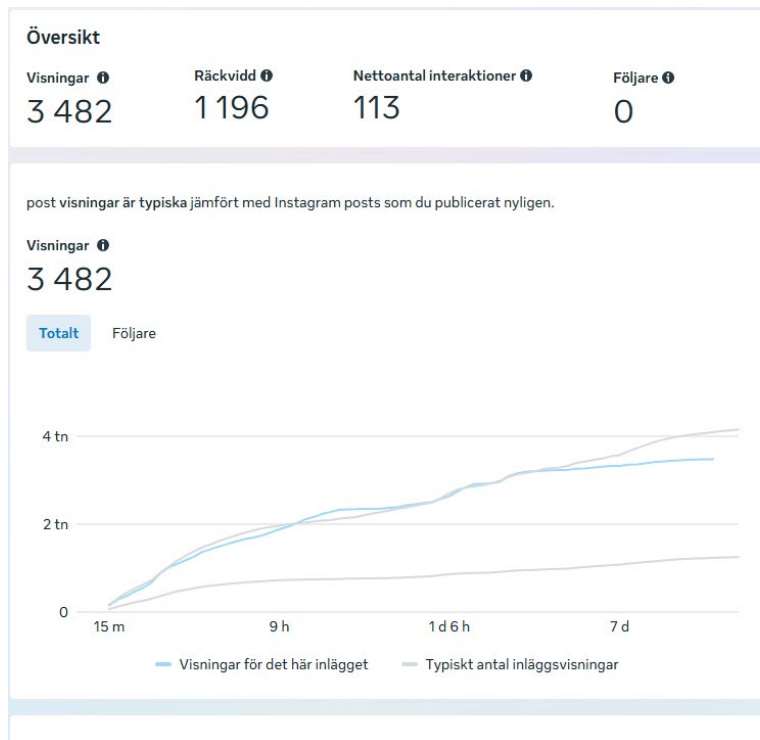 Översikt
Visningar
Räckvidd
Nettoantal interaktioner
Följare
3 482
1 196
113
0
post visningar är typiska jämfört med Instagram posts som du publicerat nyligen.
Visningar
3 482
Totalt
Följare
4 tn
2 tn
0
15 m
9 h
1 d 6 h
7 d
Visningar för det här inlägget
Typiskt antal inläggsvisningar